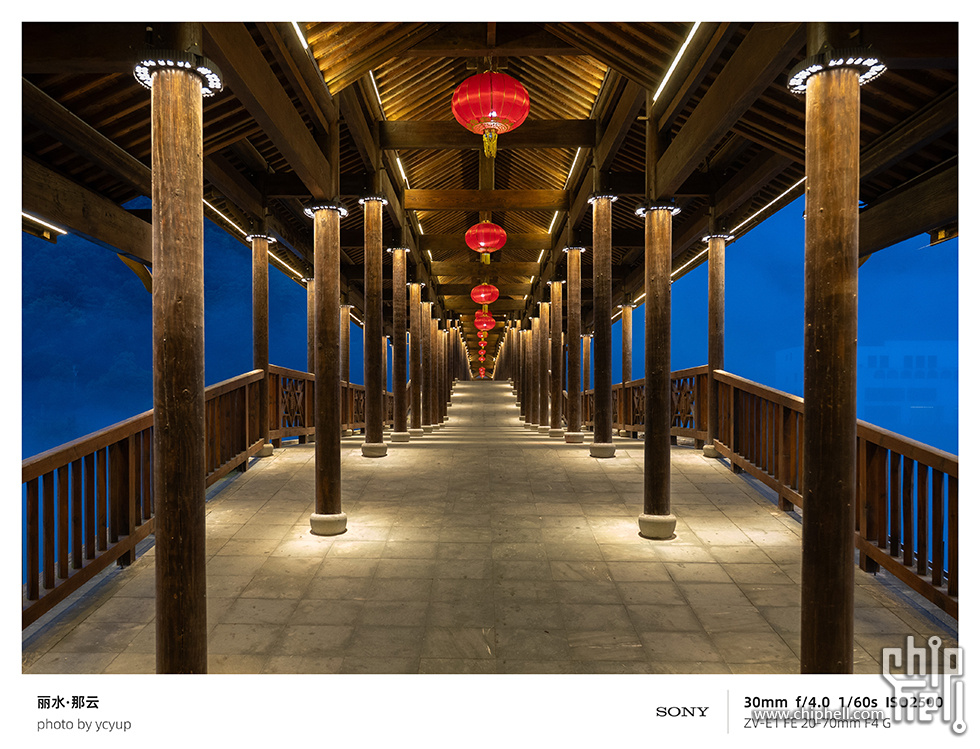 丽水·那云
photo by ycyup
SONY
30mm f/4.0 1/60s ISO2500
ZV-E1 FE 20-70mm F4 G
www.chiphell.com
chip hell